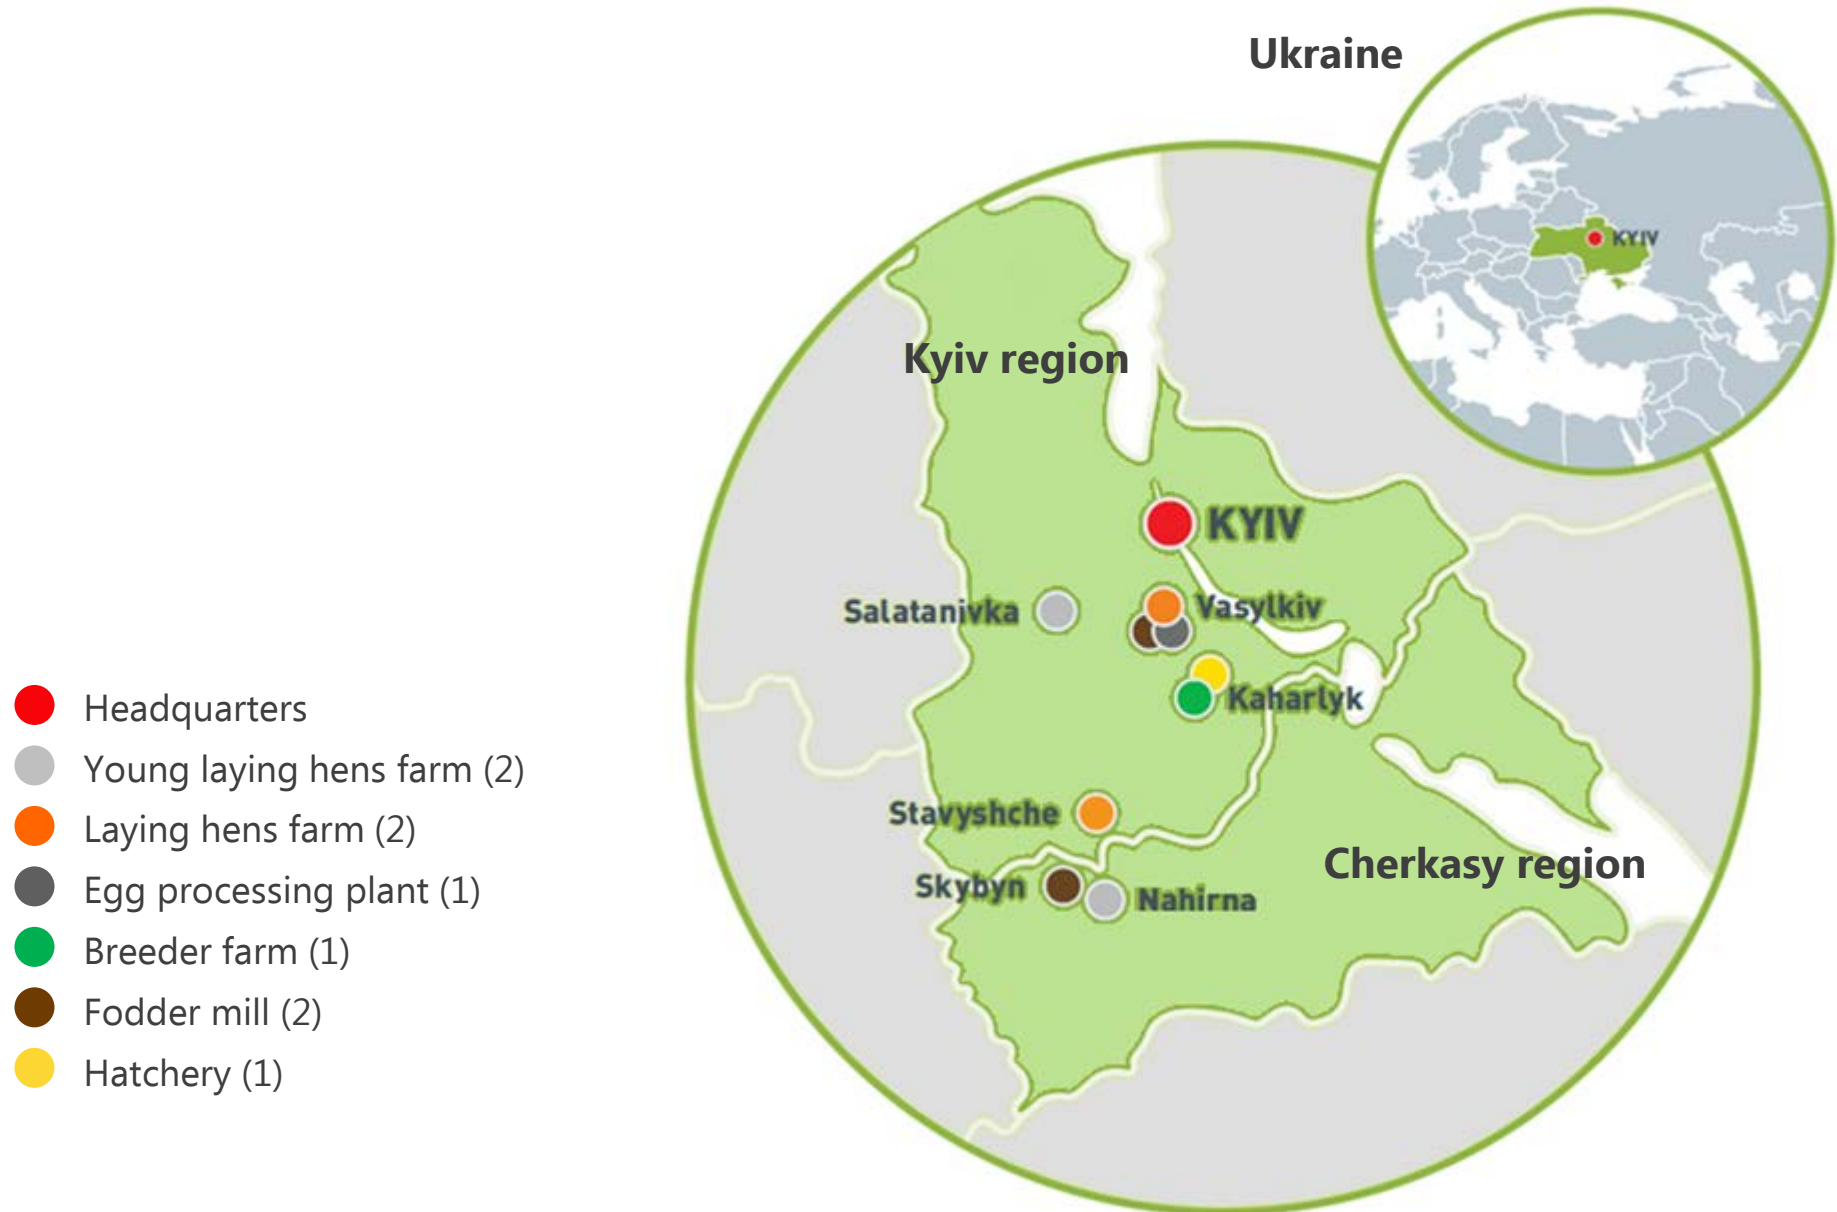 Ukraine
KYIV
Kyiv region
KYIV
Salatanivka
Vasylkiv
Kaharlyk
Stavyshche
Cherkasy region
Skybyn
Nahirna
Headquarters
Young laying hens farm (2)
Laying hens farm (2)
Egg processing plant (1)
Breeder farm (1)
Fodder mill (2)
Hatchery (1)